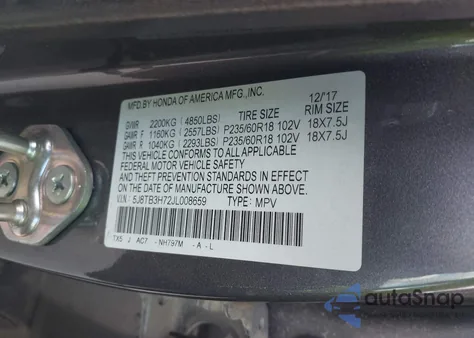 MFD.BY HONDA OF AMERICA MFG.,INC. 12/'17
GVWR 2200KG (4850LBS) TIRE SIZE RIM SIZE
GAWR F 1160KG (2557LBS) P235/60R18 102V 18X7.5J
GAWR R 1040KG (2293LBS) P235/60R18 102V 18X7.5J
THIS VEHICLE CONFORMS TO ALL APPLICABLE
FEDERAL MOTOR VEHICLE SAFETY
AND THEFT PREVENTION STANDARDS IN EFFECT
ON THE DATE OF MANUFACTURE SHOWN ABOVE.
V.I.N: 5J8TB3H72JL008659 TYPE: MPV
TX5 J AC7 -NH797M -A -L
autoSnap